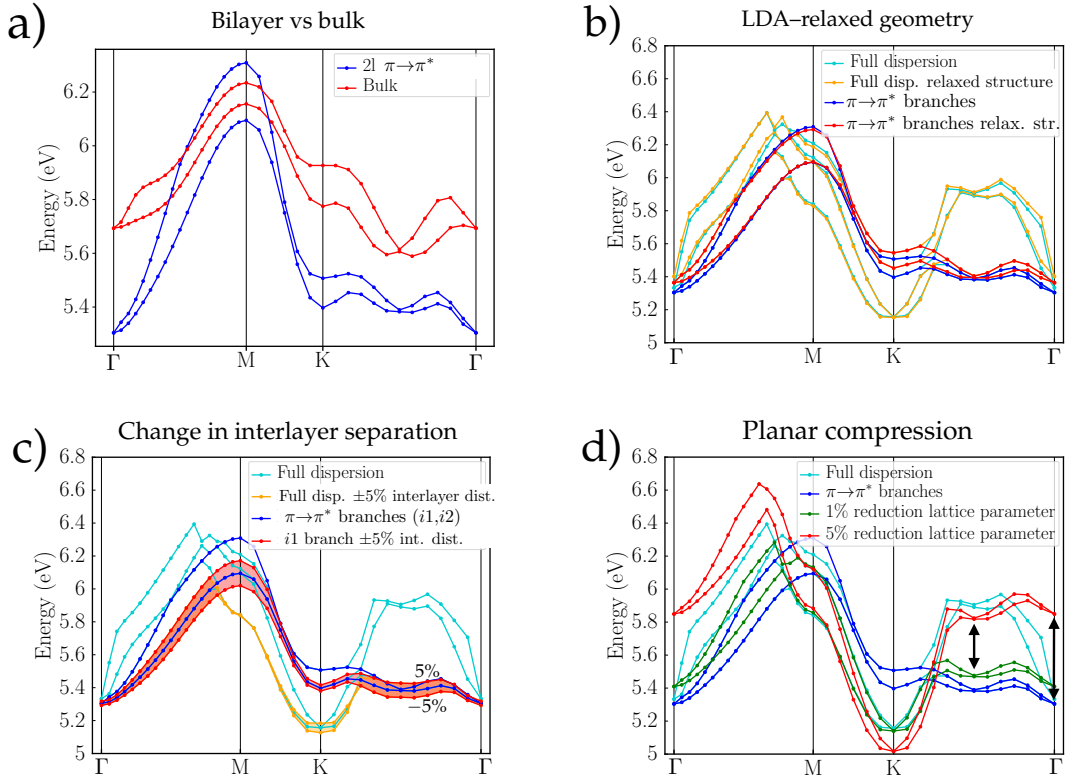 a)
Bilayer vs bulk
2l π→π*
Bulk
Energy (eV)
6.2
6
5.8
5.6
5.4
Γ
M
K
Γ
b)
LDA–relaxed geometry
Full dispersion
Full disp. relaxed structure
π→π* branches
π→π* branches relax. str.
Energy (eV)
6.8
6.6
6.4
6.2
6
5.8
5.6
5.4
5.2
5
Γ
M
K
Γ
c)
Change in interlayer separation
Full dispersion
Full disp. ±5% interlayer dist.
π→π* branches (i1,i2)
i1 branch ±5% int. dist.
Energy (eV)
6.8
6.6
6.4
6.2
6
5.8
5.6
5.4
5.2
5
5%
−5%
Γ
M
K
Γ
d)
Planar compression
Full dispersion
π→π* branches
1% reduction lattice parameter
5% reduction lattice parameter
Energy (eV)
6.8
6.6
6.4
6.2
6
5.8
5.6
5.4
5.2
5
Γ
M
K
Γ